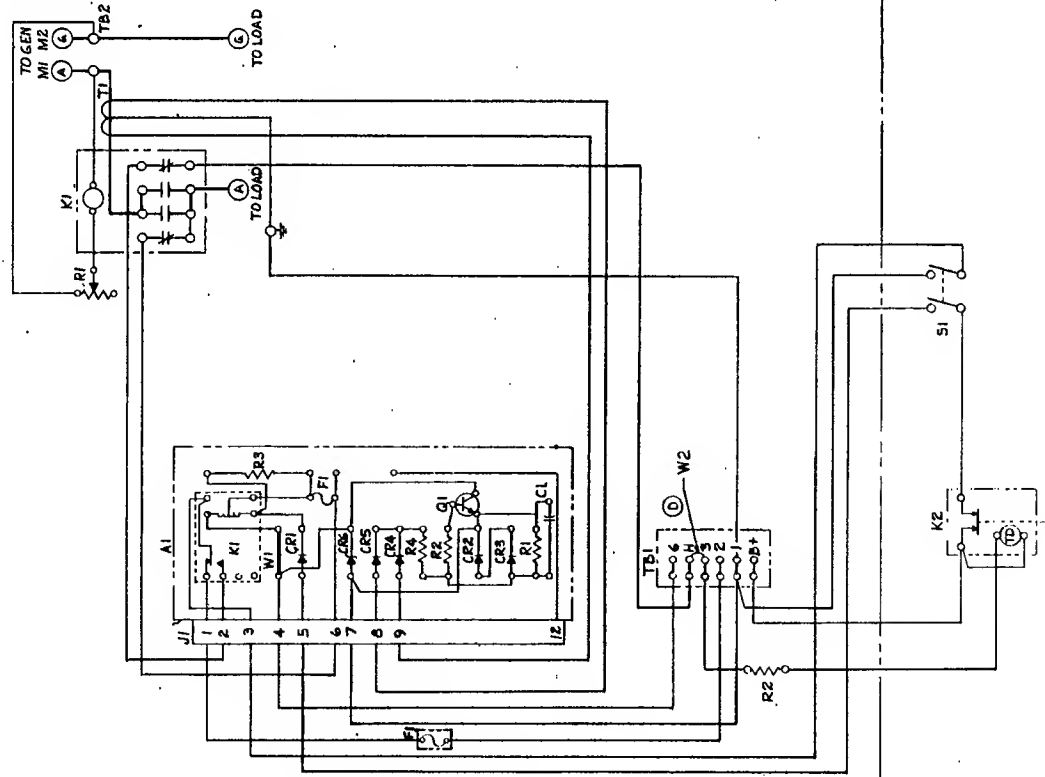 TO GEN
M1 M2
A
G
TB2
G
TO LOAD
T1
K1
A
TO LOAD
R1
A1
R3
F1
K1
W1
CR1
CR6
CR5
CR4
R4
R2
Q1
CR2
CR3
R1
C1
J1
1
2
3
4
5
6
7
8
9
12
F1
TB1
D
W2
6
H
3
2
1
B+
R2
S1
K2
TD